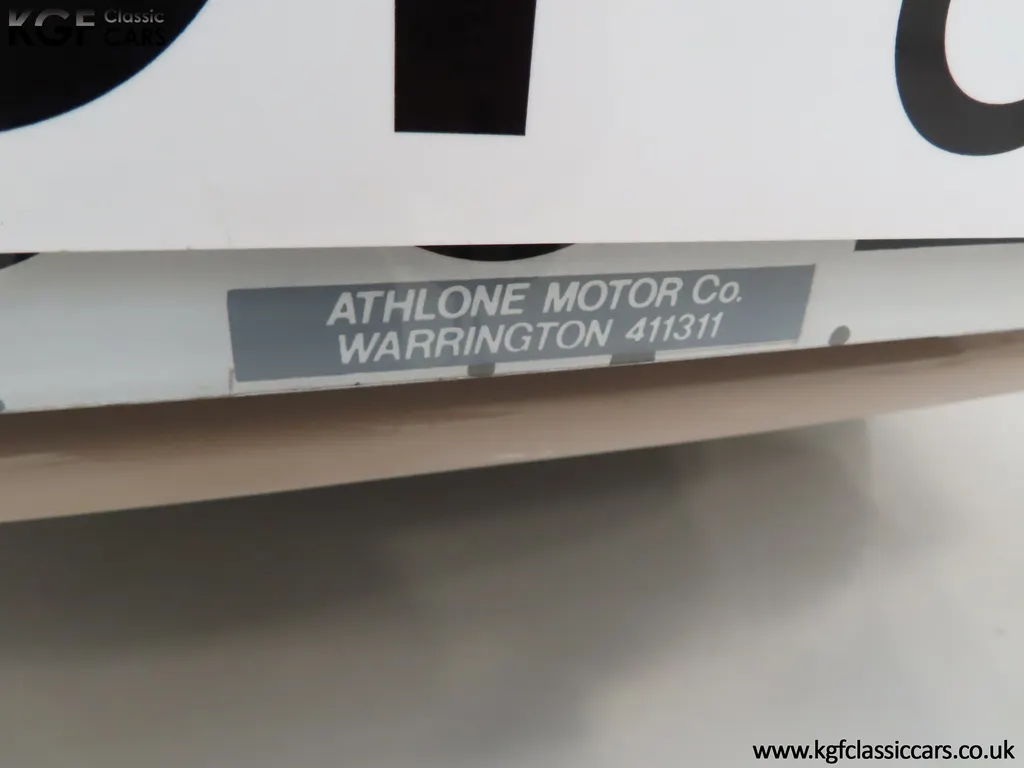 KGF Classic
CARS
ATHLONE MOTOR Co.
WARRINGTON 411311
www.kgfclassiccars.co.uk